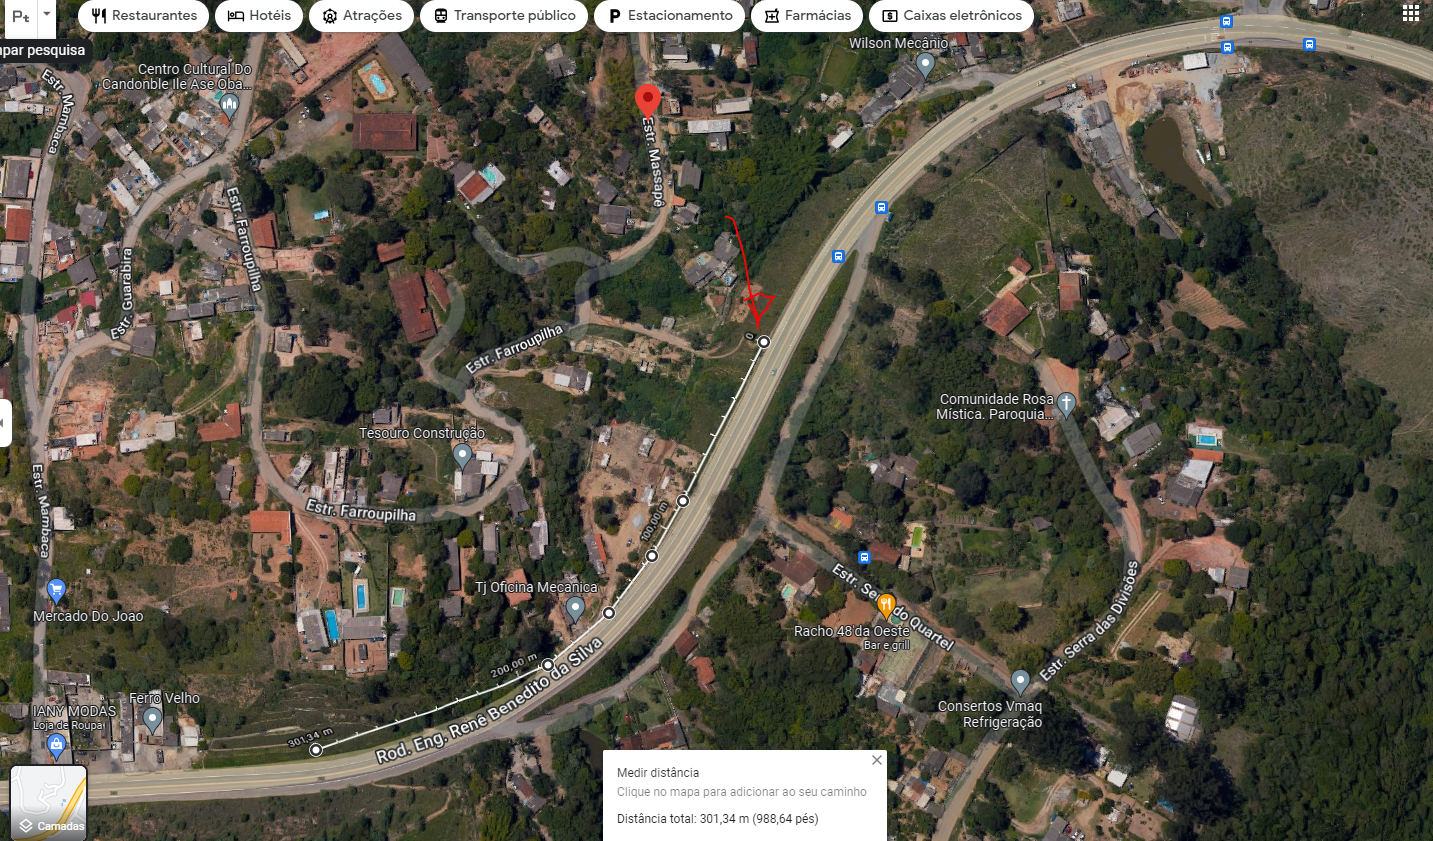 Pt
Restaurantes
Hotéis
Atrações
Transporte público
Estacionamento
Farmácias
Caixas eletrônicos
npar pesquisa
Wilson Mecânio
Centro Cultural Do
Candonble Ile Ase Oba...
Estr. Mambaca
Estr. Massapê
Estr. Farroupilha
Estr. Guarabira
0
Estr. Farroupilha
Comunidade Rosa
Mística. Paroquia...
Tesouro Construção
Estr. Farroupilha
Estr. Mambaca
100,00 m
Tj Oficina Mecanica
Estr. Serra do Quartel
Estr. Serra das Divisões
Mercado Do Joao
Racho 48'da Oeste
Bar e grill
200,00 m
Rod. Eng. Renê Benedito da Silva
Ferro Velho
IANY MODAS
Loja de Roupa
Consertos Vmaq
Refrigeração
301,34 m
Camadas
Medir distância
Clique no mapa para adicionar ao seu caminho
Distância total: 301,34 m (988,64 pés)